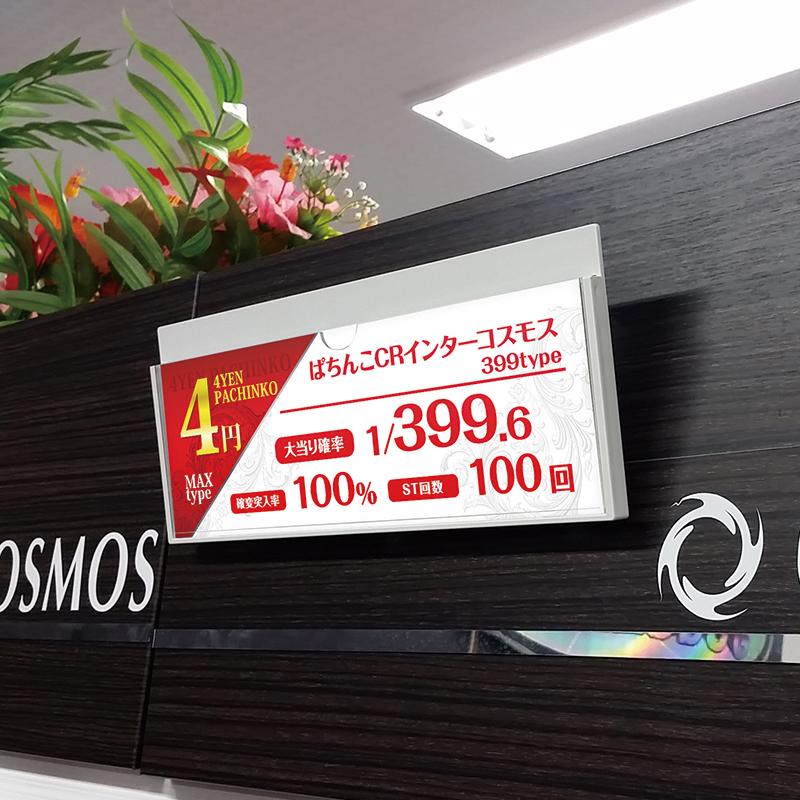 4YEN PACHINKO
4YEN
PACHINKO
4円
MAX
type
ぱちんこCRインターコスモス
399type
大当り確率 1/399.6
確変突入率 100% ST回数 100回
OSMOS